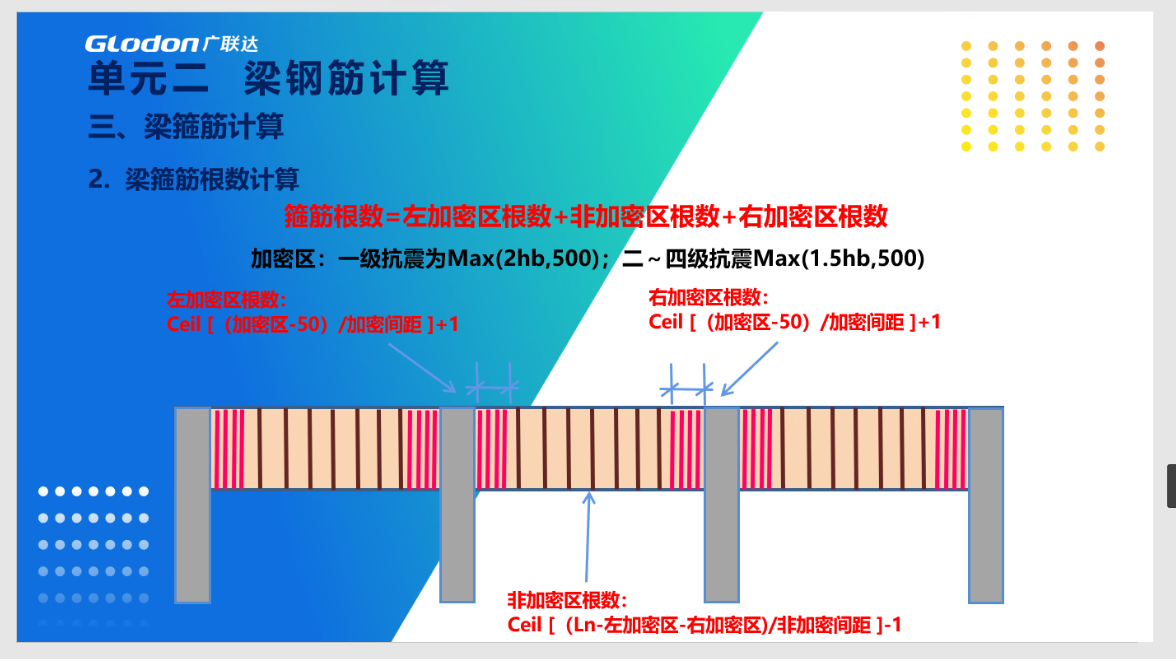 Glodon广联达
单元二 梁钢筋计算
三、梁箍筋计算
2. 梁箍筋根数计算
箍筋根数=左加密区根数+非加密区根数+右加密区根数
加密区：一级抗震为Max(2hb,500)；二～四级抗震Max(1.5hb,500)
左加密区根数：
Ceil [（加密区-50）/加密间距 ]+1
右加密区根数：
Ceil [（加密区-50）/加密间距 ]+1
非加密区根数：
Ceil [（Ln-左加密区-右加密区)/非加密间距 ]-1